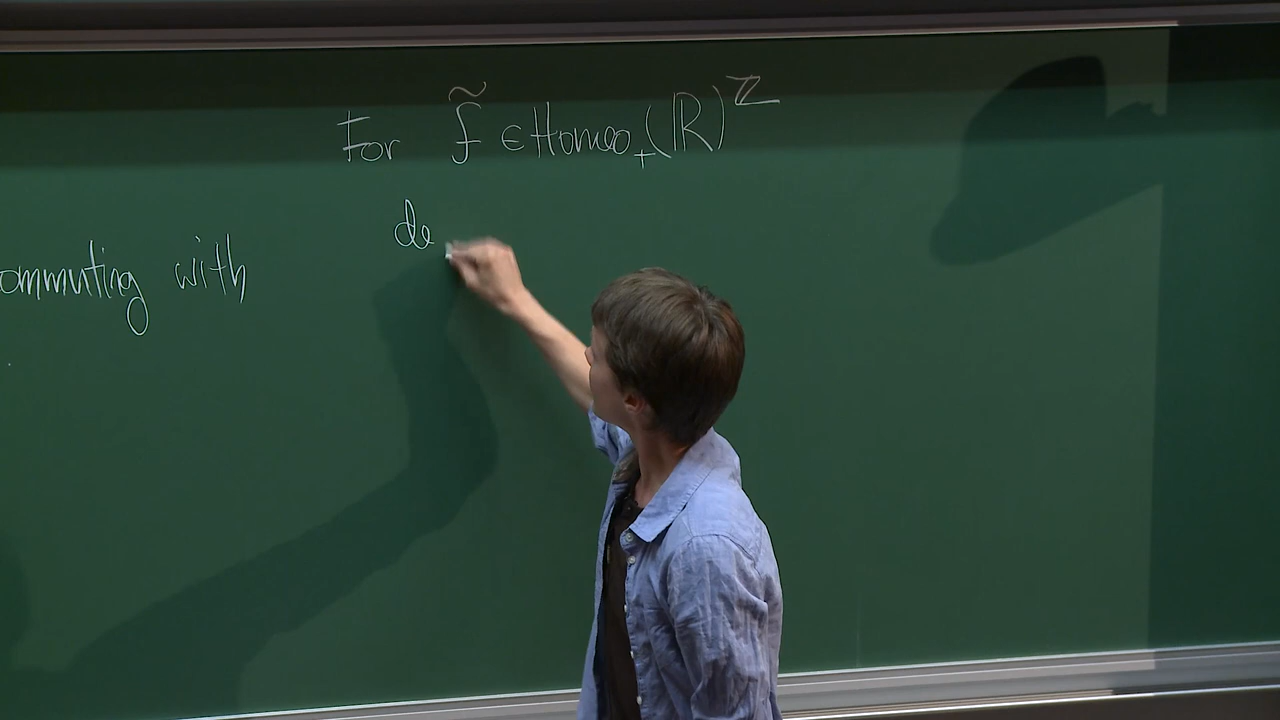 For f̃ ∈ Homeo₊(ℝ)^ℤ
de
ommuting with